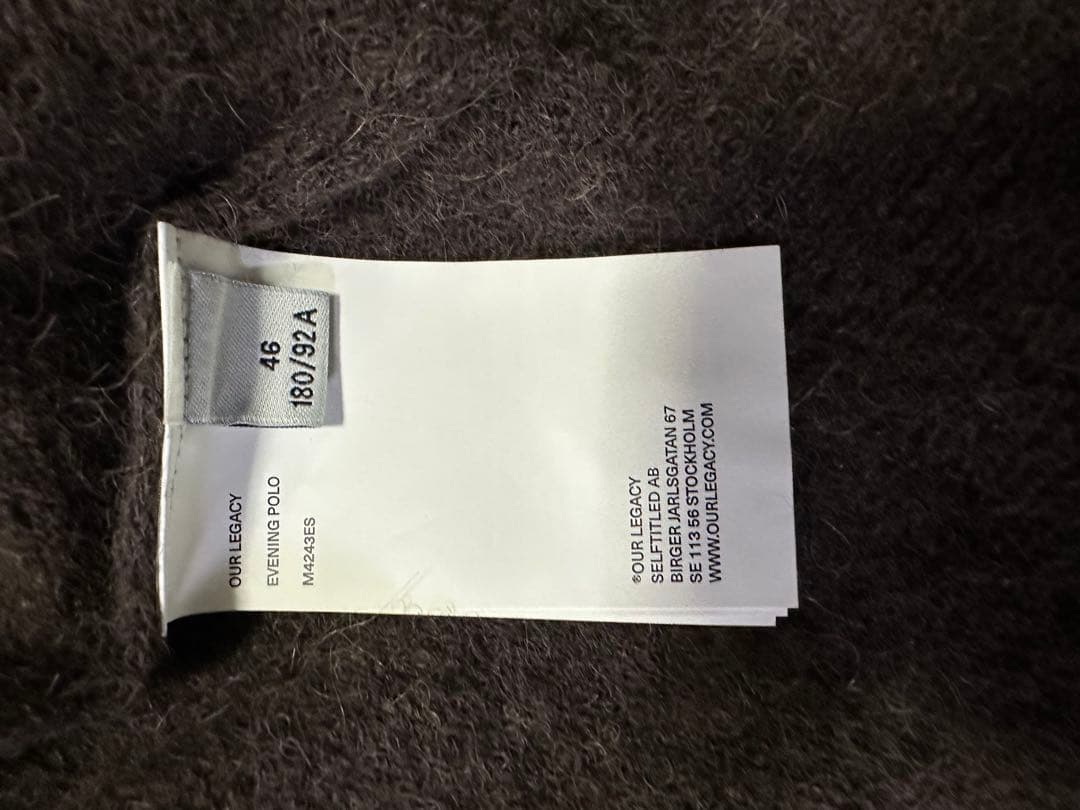 46
180/92 A
OUR LEGACY
EVENING POLO
M4243ES
®OUR LEGACY
SELFTITLED AB
BIRGER JARLSGATAN 67
SE 113 56 STOCKHOLM
WWW.OURLEGACY.COM